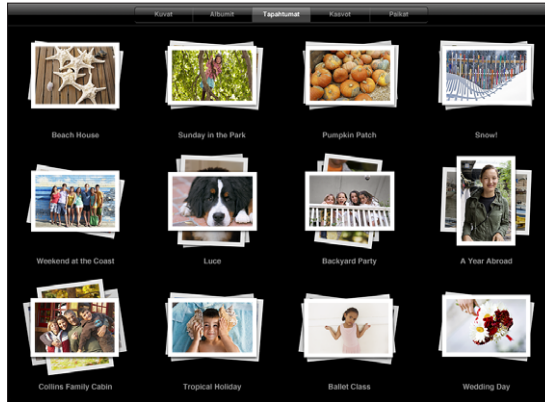 Kuvat Albumit Tapahtumat Kasvot Paikat
Beach House Sunday in the Park Pumpkin Patch Snow!
Weekend at the Coast Luce Backyard Party A Year Abroad
Collins Family Cabin Tropical Holiday Ballet Class Wedding Day